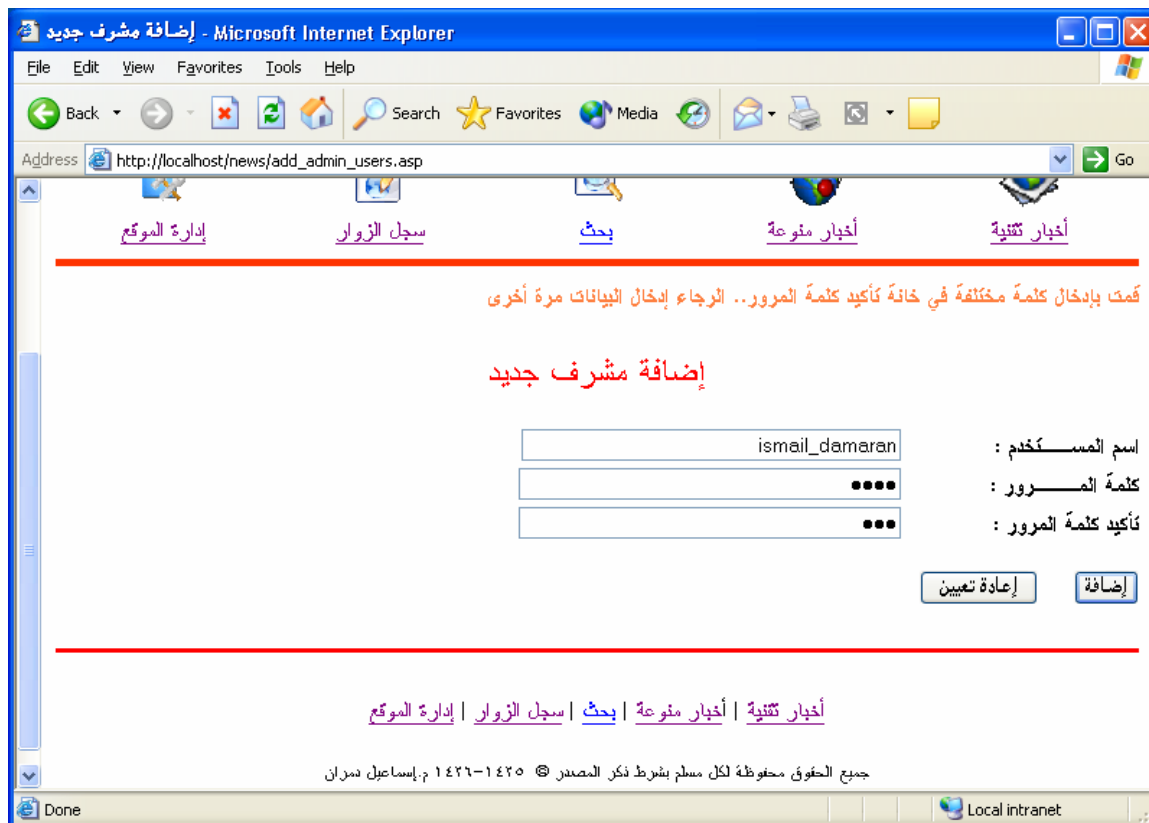 إضافة مشرف جديد - Microsoft Internet Explorer
File Edit View Favorites Tools Help
Back Search Favorites Media
Address http://localhost/news/add_admin_users.asp Go
أخبار تقنية أخبار منوعة بحث سجل الزوار إدارة الموقع
قمت بإدخال كلمة مختلفة في خانة تأكيد كلمة المرور.. الرجاء إدخال البيانات مرة أخرى
إضافة مشرف جديد
اسم المســـتخدم : ismail_damaran
كلمة المــــــرور : ••••
تأكيد كلمة المرور : •••
إضافة إعادة تعيين
أخبار تقنية | أخبار منوعة | بحث | سجل الزوار | إدارة الموقع
جميع الحقوق محفوظة لكل مسلم بشرط ذكر المصدر © ١٤٢٥-١٤٢٦ م.إسماعيل دمران
Done Local intranet